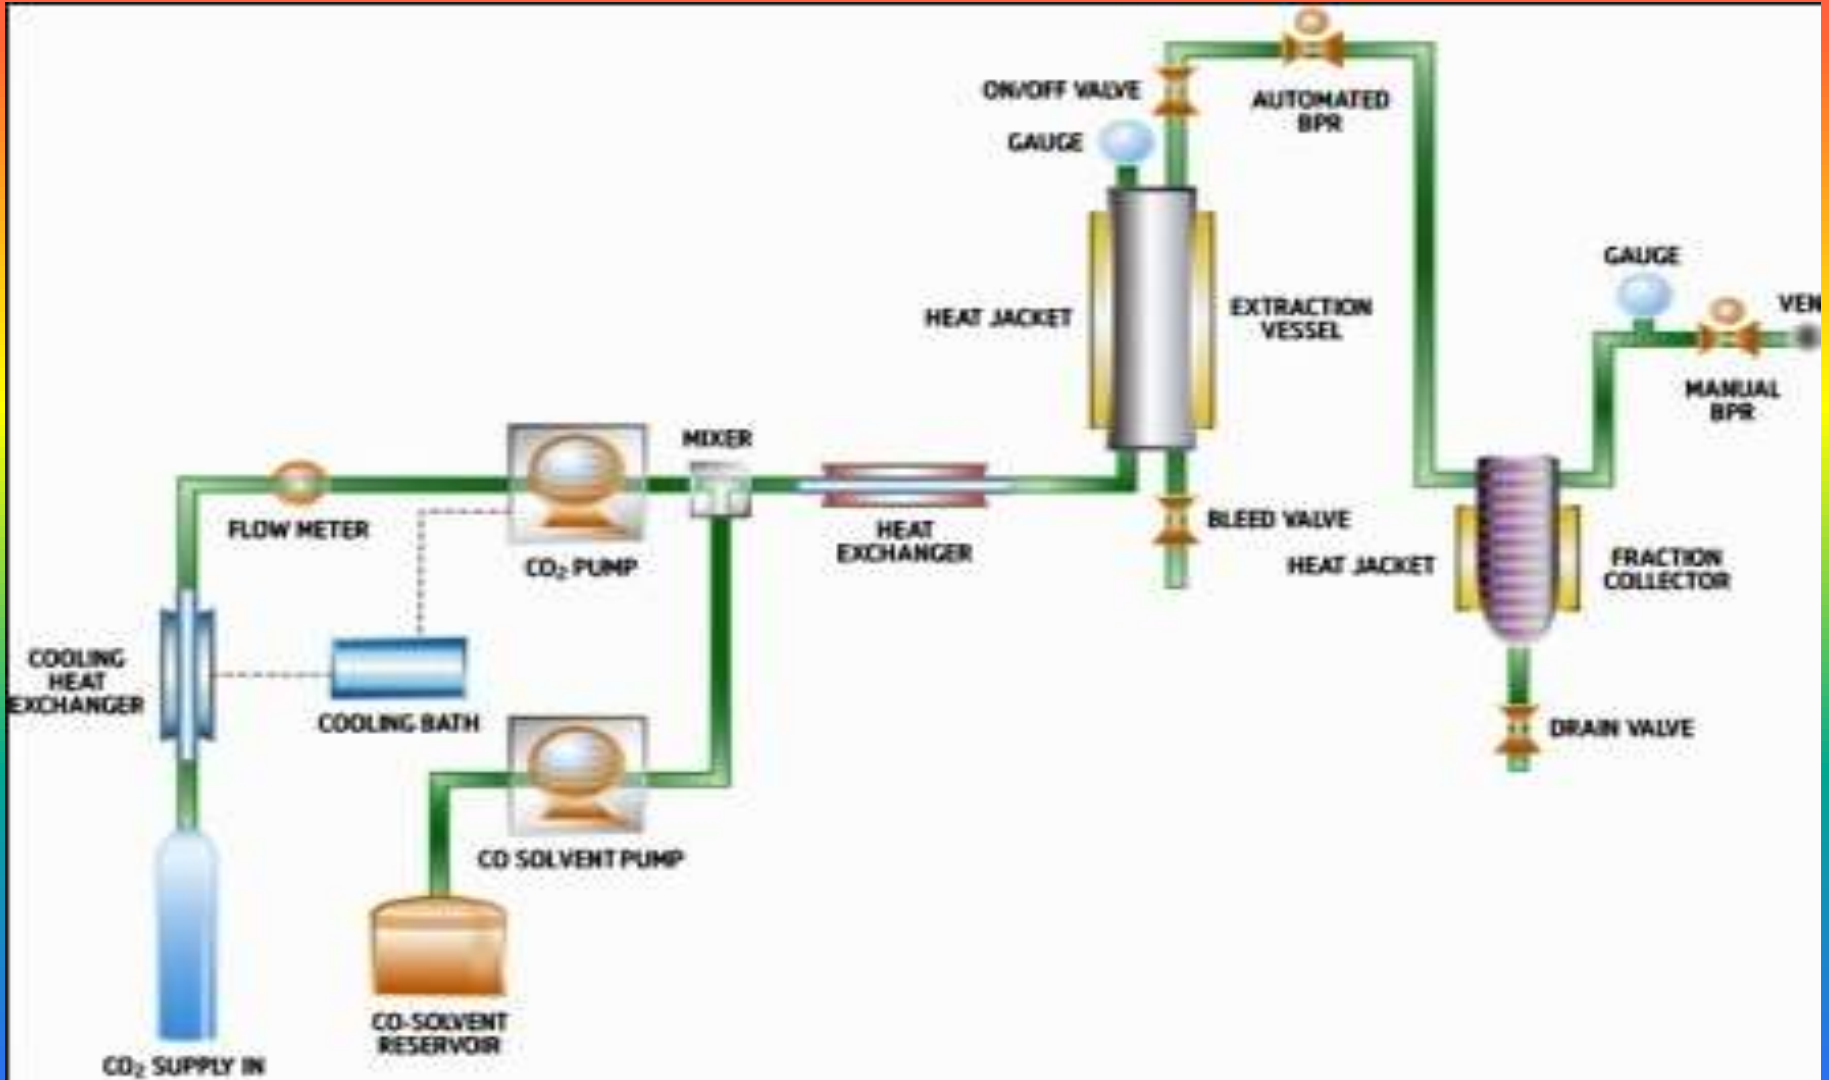 ON/OFF VALVE
GAUGE
AUTOMATED
BPR
HEAT JACKET
EXTRACTION
VESSEL
GAUGE
VEN
MANUAL
BPR
MIXER
FLOW METER
CO₂ PUMP
HEAT
EXCHANGER
BLEED VALVE
HEAT JACKET
FRACTION
COLLECTOR
COOLING
HEAT
EXCHANGER
COOLING BATH
DRAIN VALVE
CO SOLVENT PUMP
CO-SOLVENT
RESERVOIR
CO₂ SUPPLY IN